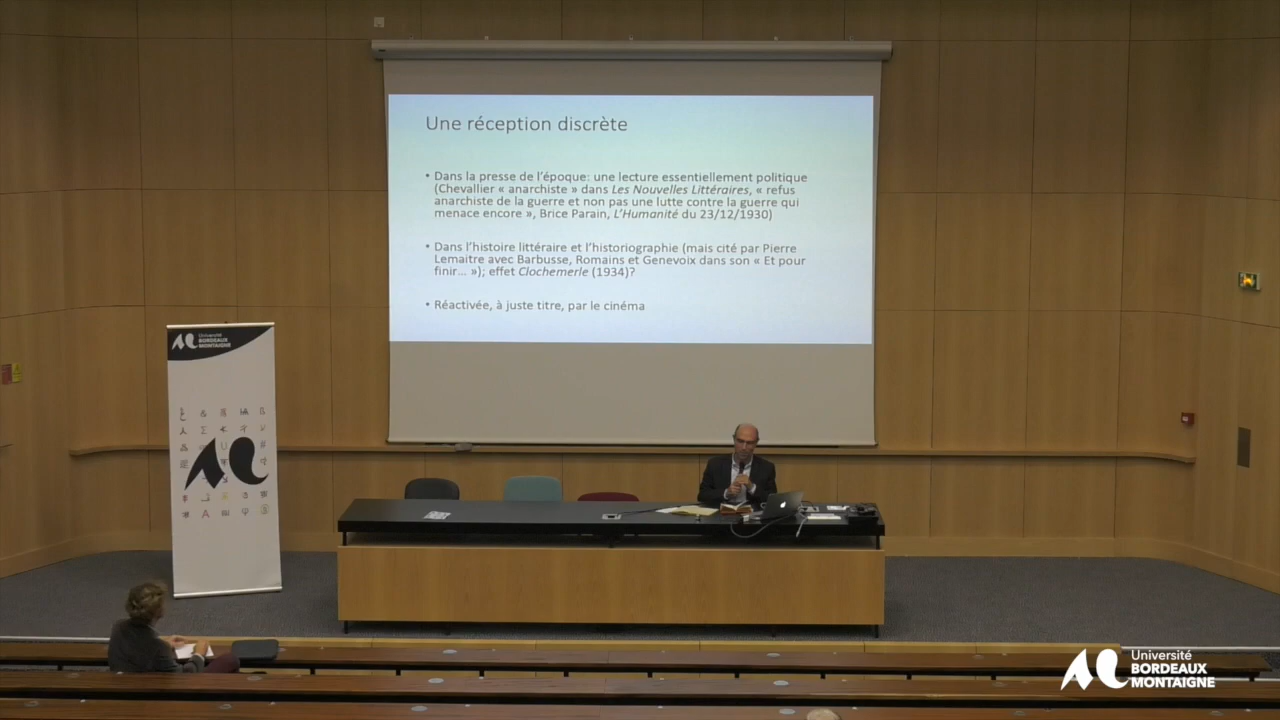 Une réception discrète
• Dans la presse de l'époque: une lecture essentiellement politique
(Chevallier « anarchiste » dans Les Nouvelles Littéraires, « refus
anarchiste de la guerre et non pas une lutte contre la guerre qui
menace encore », Brice Parain, L'Humanité du 23/12/1930)
• Dans l'histoire littéraire et l'historiographie (mais cité par Pierre
Lemaitre avec Barbusse, Romains et Genevoix dans son « Et pour
finir… »); effet Clochemerle (1934)?
• Réactivée, à juste titre, par le cinéma
Université
BORDEAUX
MONTAIGNE
Université
BORDEAUX
MONTAIGNE